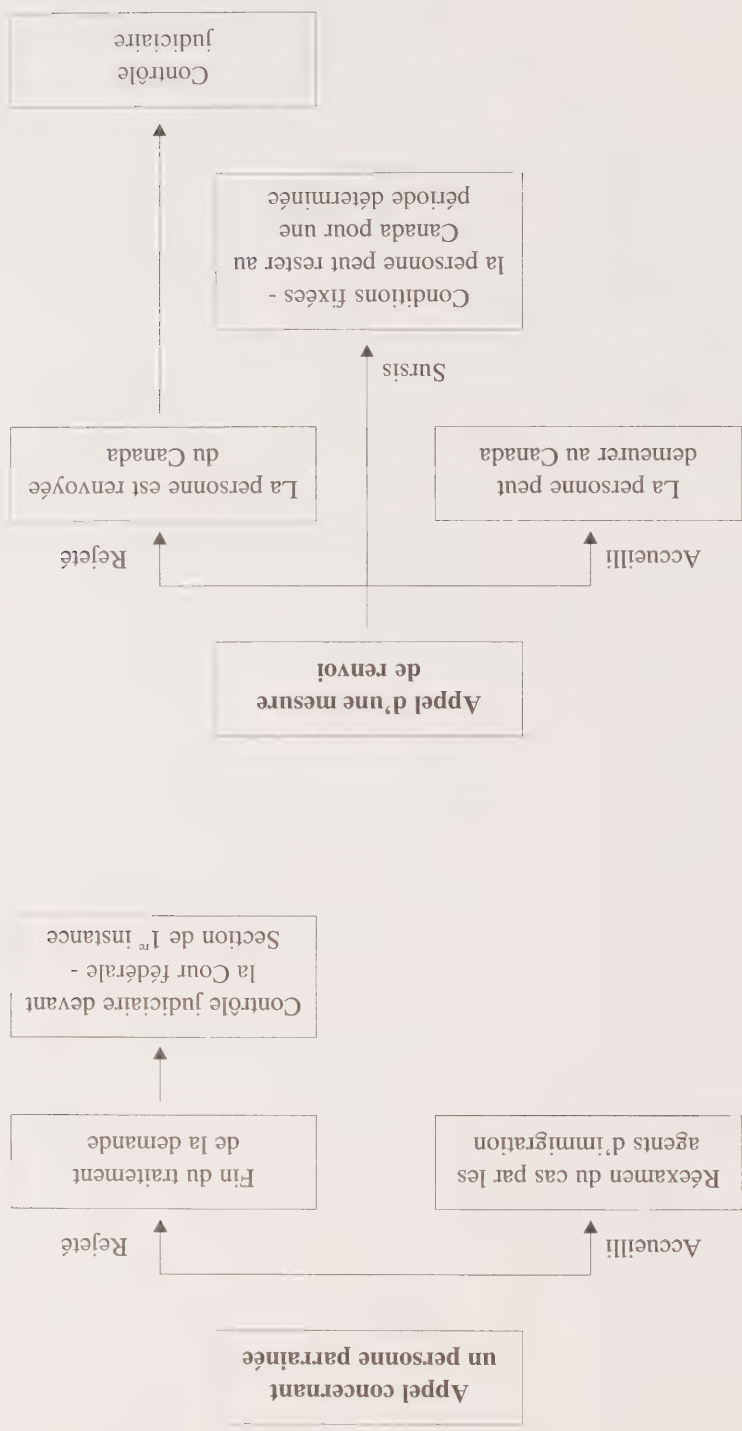 Appel concernant
un personne parrainée
Accueilli
Rejeté
Réexamen du cas par les
agents d'immigration
Fin du traitement
de la demande
Contrôle judiciaire devant
la Cour fédérale -
Section de 1re instance
Appel d'une mesure
de renvoi
Accueilli
Rejeté
La personne peut
demeurer au Canada
La personne est renvoyée
du Canada
Sursis
Conditions fixées -
la personne peut rester au
Canada pour une
période déterminée
Contrôle
judiciaire